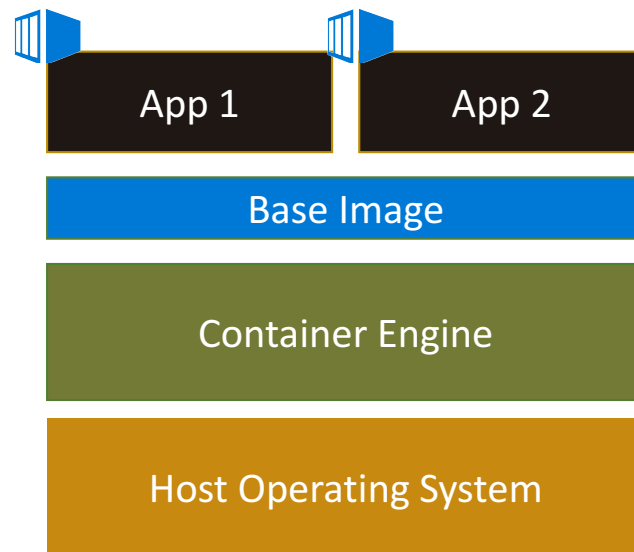 App 1
App 2
Base Image
Container Engine
Host Operating System